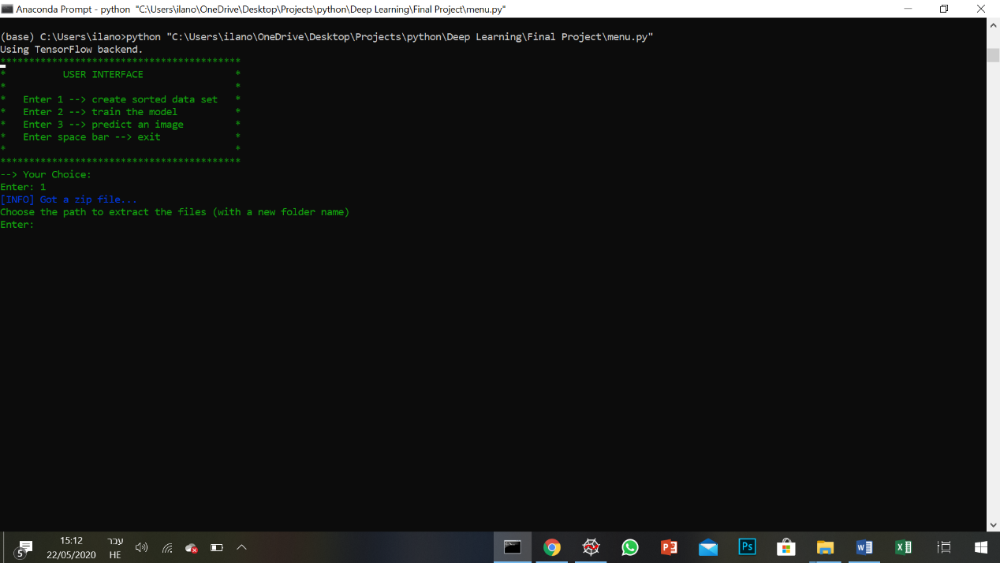 Anaconda Prompt - python "C:\Users\ilano\OneDrive\Desktop\Projects\python\Deep Learning\Final Project\menu.py"
(base) C:\Users\ilano>python "C:\Users\ilano\OneDrive\Desktop\Projects\python\Deep Learning\Final Project\menu.py"
Using TensorFlow backend.
******************************************
* USER INTERFACE *
* *
* Enter 1 --> create sorted data set *
* Enter 2 --> train the model *
* Enter 3 --> predict an image *
* Enter space bar --> exit *
* *
******************************************
--> Your Choice:
Enter: 1
[INFO] Got a zip file...
Choose the path to extract the files (with a new folder name)
Enter:
5
15:12
22/05/2020
עבר
HE
Ps